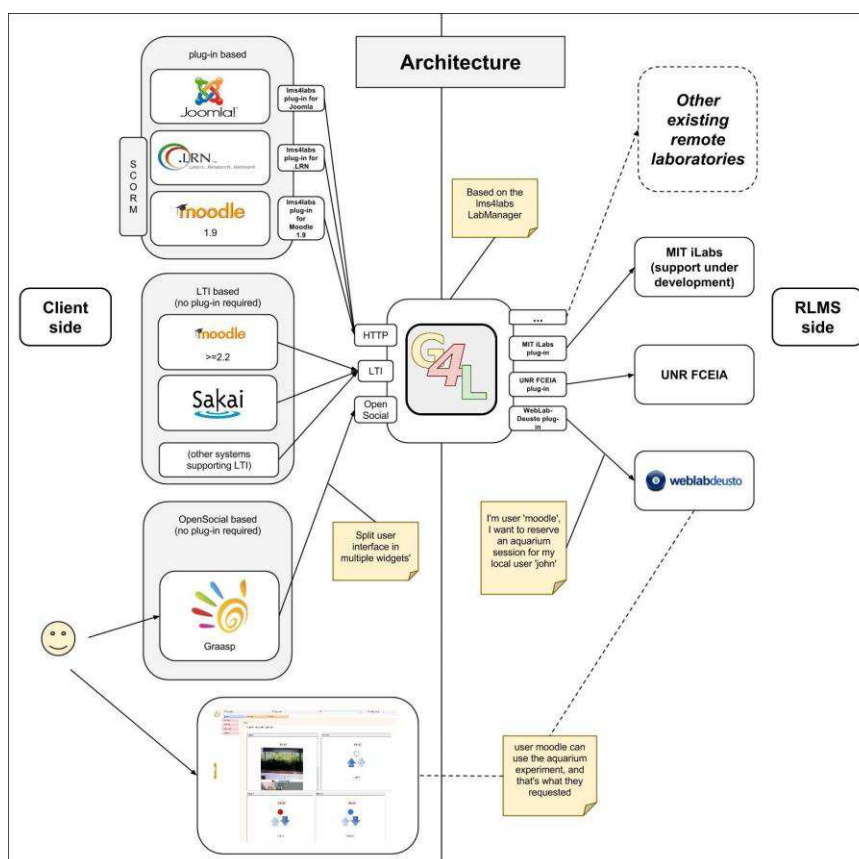 Architecture
plug-in based
Joomla!
lms4labs
plug-in for
Joomla
SCORM
.LRN
Learn, Research, Network
lms4labs
plug-in for
.LRN
moodle
1.9
lms4labs
plug-in
for
Moodle
1.9
Client
side
LTI based
(no plug-in required)
moodle
>=2.2
Sakai
(other systems
supporting LTI)
OpenSocial based
(no plug-in required)
Graasp
Split user
interface in
multiple widgets'
HTTP
LTI
Open
Social
G4L
Based on the
lms4labs
LabManager
...
MIT iLabs
plug-in
UNR FCEIA
plug-in
WebLab-
Deusto plug-
in
Other
existing
remote
laboratories
MIT iLabs
(support under
development)
UNR FCEIA
weblabdeusto
RLMS
side
I'm user 'moodle',
I want to reserve
an aquarium
session for my
local user 'john'
user moodle can
use the aquarium
experiment, and
that's what they
requested